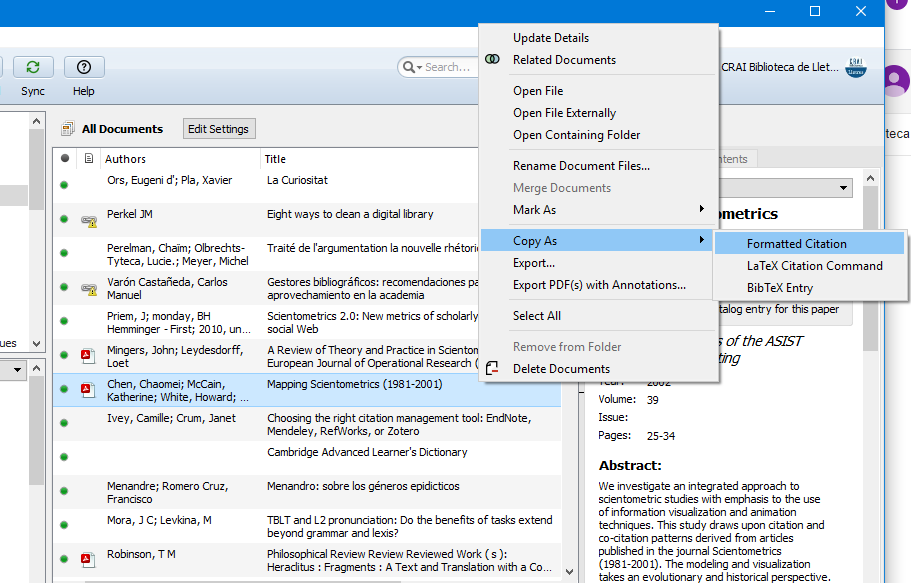 Sync
Help
Search...
CRAI Biblioteca de Llet...
CRAI
Lletres
teca
All Documents
Edit Settings
Authors
Title
Ors, Eugeni d'; Pla, Xavier
La Curiositat
Perkel JM
Eight ways to clean a digital library
Perelman, Chaïm; Olbrechts-
Tyteca, Lucie.; Meyer, Michel
Traité de l'argumentation la nouvelle rhétori
Varón Castañeda, Carlos
Manuel
Gestores bibliográficos: recomendaciones pa
aprovechamiento en la academia
Priem, J; monday, BH
Hemminger - First; 2010, un...
Scientometrics 2.0: New metrics of scholarly
social Web
Mingers, John; Leydesdorff,
Loet
A Review of Theory and Practice in Scientom
European Journal of Operational Research (
Chen, Chaomei; McCain,
Katherine; White, Howard; ...
Mapping Scientometrics (1981-2001)
Ivey, Camille; Crum, Janet
Choosing the right citation management tool: EndNote,
Mendeley, RefWorks, or Zotero
Cambridge Advanced Learner's Dictionary
Menandre; Romero Cruz,
Francisco
Menandro: sobre los géneros epidicticos
Mora, J C; Levkina, M
TBLT and L2 pronunciation: Do the benefits of tasks extend
beyond grammar and lexis?
Robinson, T M
Philosophical Review Review Reviewed Work ( s ):
Heraclitus : Fragments : A Text and Translation with a Co...
ues
Update Details
Related Documents
Open File
Open File Externally
Open Containing Folder
Rename Document Files...
Merge Documents
Mark As
Copy As
Export...
Export PDF(s) with Annotations...
Select All
Remove from Folder
Delete Documents
Formatted Citation
LaTeX Citation Command
BibTeX Entry
ntents
ometrics
talog entry for this paper
s of the ASIST
ting
Year: 2002
Volume: 39
Issue:
Pages: 25-34
Abstract:
We investigate an integrated approach to
scientometric studies with emphasis to the use
of information visualization and animation
techniques. This study draws upon citation and
co-citation patterns derived from articles
published in the journal Scientometrics
(1981-2001). The modeling and visualization
takes an evolutionary and historical perspective.